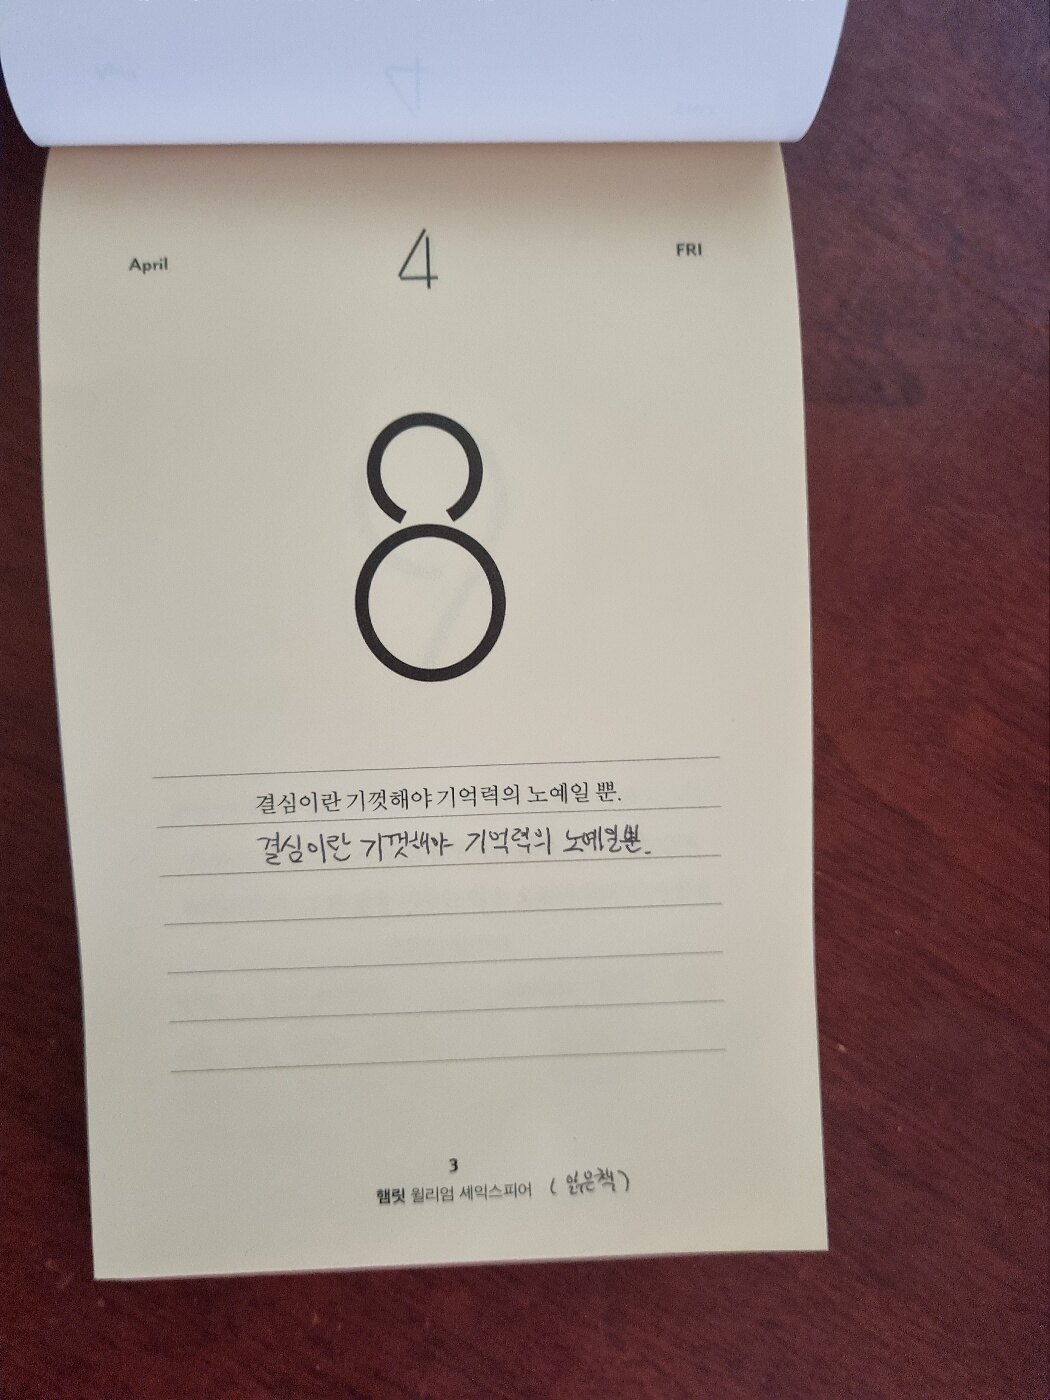 April 4 FRI
8
결심이란 기껏해야 기억력의 노예일 뿐.
결심이란 기껏해야 기억력의 노예일 뿐.
3
햄릿 윌리엄 셰익스피어 (읽은책)